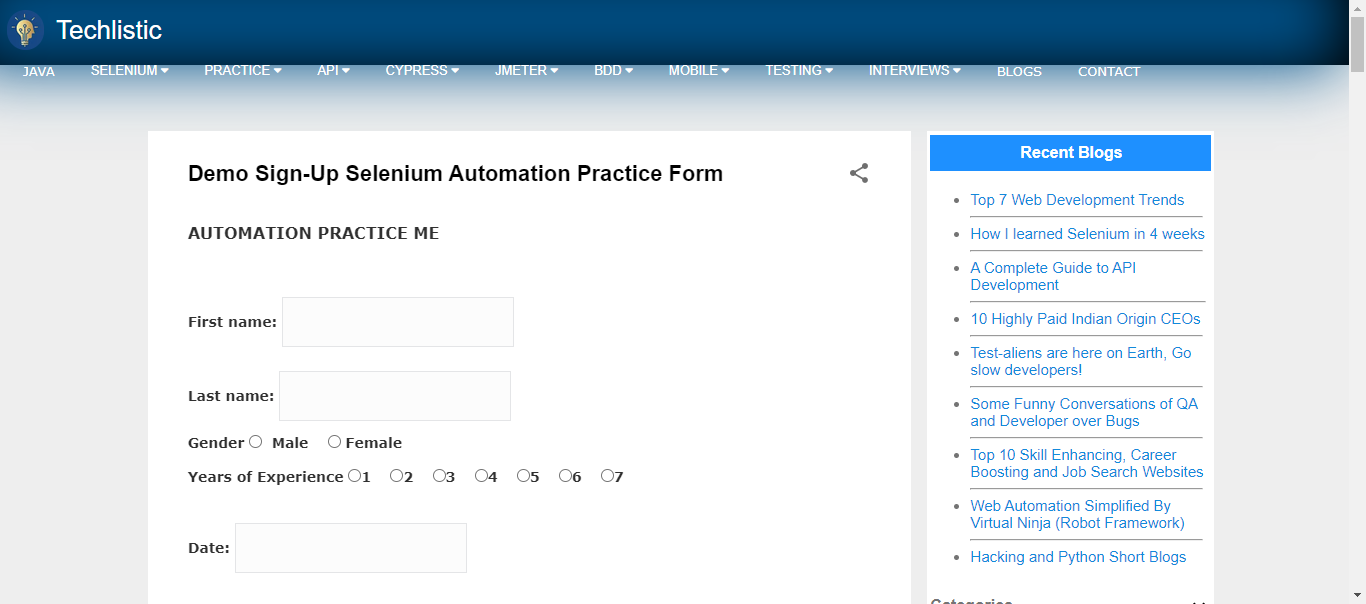 Techlistic
JAVA SELENIUM PRACTICE API CYPRESS JMETER BDD MOBILE TESTING INTERVIEWS BLOGS CONTACT
Demo Sign-Up Selenium Automation Practice Form
AUTOMATION PRACTICE ME
First name:
Last name:
Gender Male Female
Years of Experience 1 2 3 4 5 6 7
Date:
Recent Blogs
Top 7 Web Development Trends
How I learned Selenium in 4 weeks
A Complete Guide to API
Development
10 Highly Paid Indian Origin CEOs
Test-aliens are here on Earth, Go
slow developers!
Some Funny Conversations of QA
and Developer over Bugs
Top 10 Skill Enhancing, Career
Boosting and Job Search Websites
Web Automation Simplified By
Virtual Ninja (Robot Framework)
Hacking and Python Short Blogs
Categories